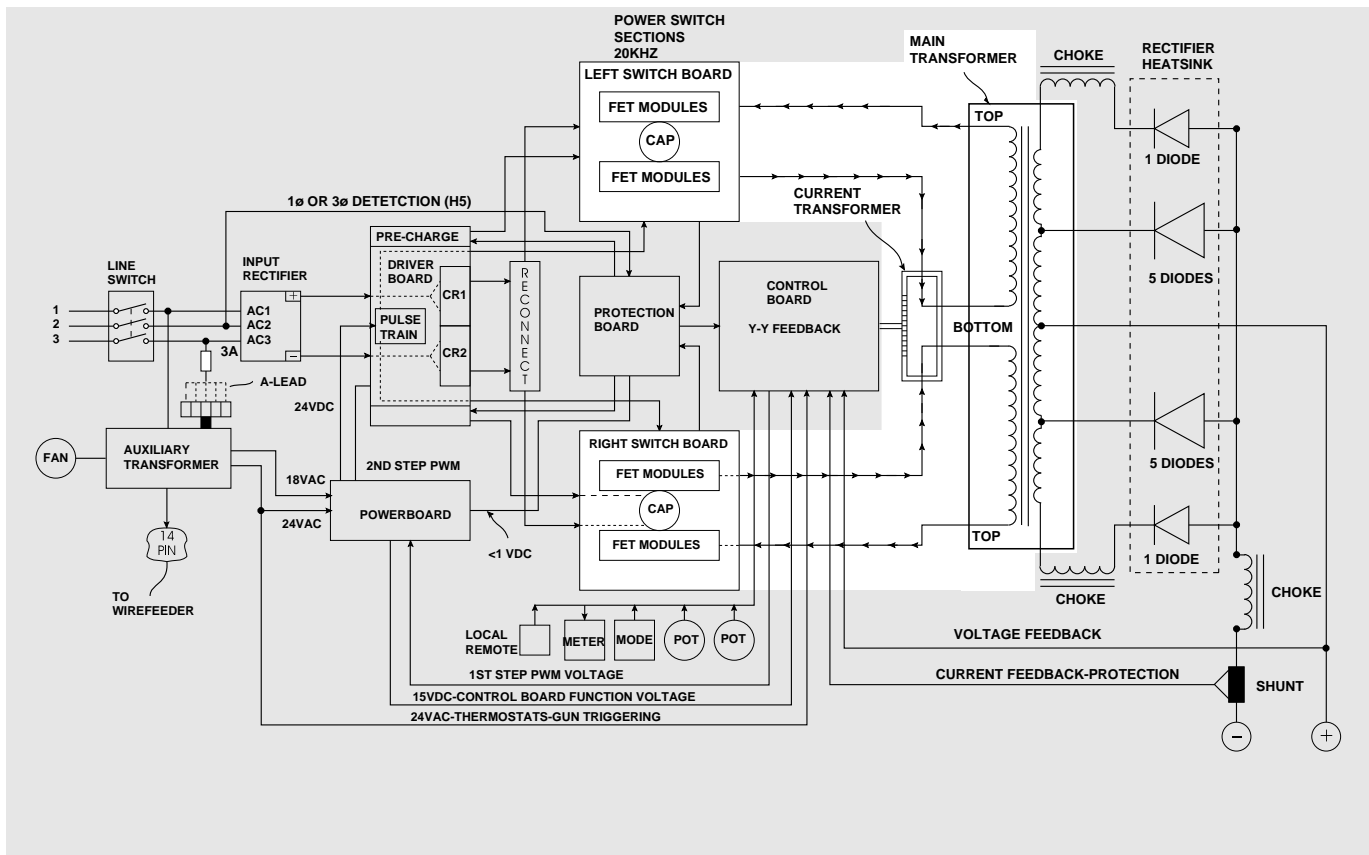 POWER SWITCH
SECTIONS
20KHZ
LEFT SWITCH BOARD
FET MODULES
CAP
FET MODULES
MAIN
TRANSFORMER
CHOKE
RECTIFIER
HEATSINK
TOP
1 DIODE
CURRENT
TRANSFORMER
5 DIODES
1ø OR 3ø DETETCTION (H5)
PRE-CHARGE
DRIVER
BOARD
CR1
PULSE
TRAIN
CR2
RECONNECT
LINE
SWITCH
INPUT
RECTIFIER
+
AC1
AC2
AC3
–
1
2
3
3A
A-LEAD
PROTECTION
BOARD
CONTROL
BOARD
Y-Y FEEDBACK
BOTTOM
24VDC
FAN
AUXILIARY
TRANSFORMER
18VAC
24VAC
2ND STEP PWM
POWERBOARD
<1 VDC
14
PIN
TO
WIREFEEDER
RIGHT SWITCH BOARD
FET MODULES
CAP
FET MODULES
TOP
5 DIODES
1 DIODE
CHOKE
CHOKE
LOCAL
REMOTE
METER
MODE
POT
POT
VOLTAGE FEEDBACK
1ST STEP PWM VOLTAGE
CURRENT FEEDBACK-PROTECTION
SHUNT
15VDC-CONTROL BOARD FUNCTION VOLTAGE
24VAC-THERMOSTATS-GUN TRIGGERING
–
+